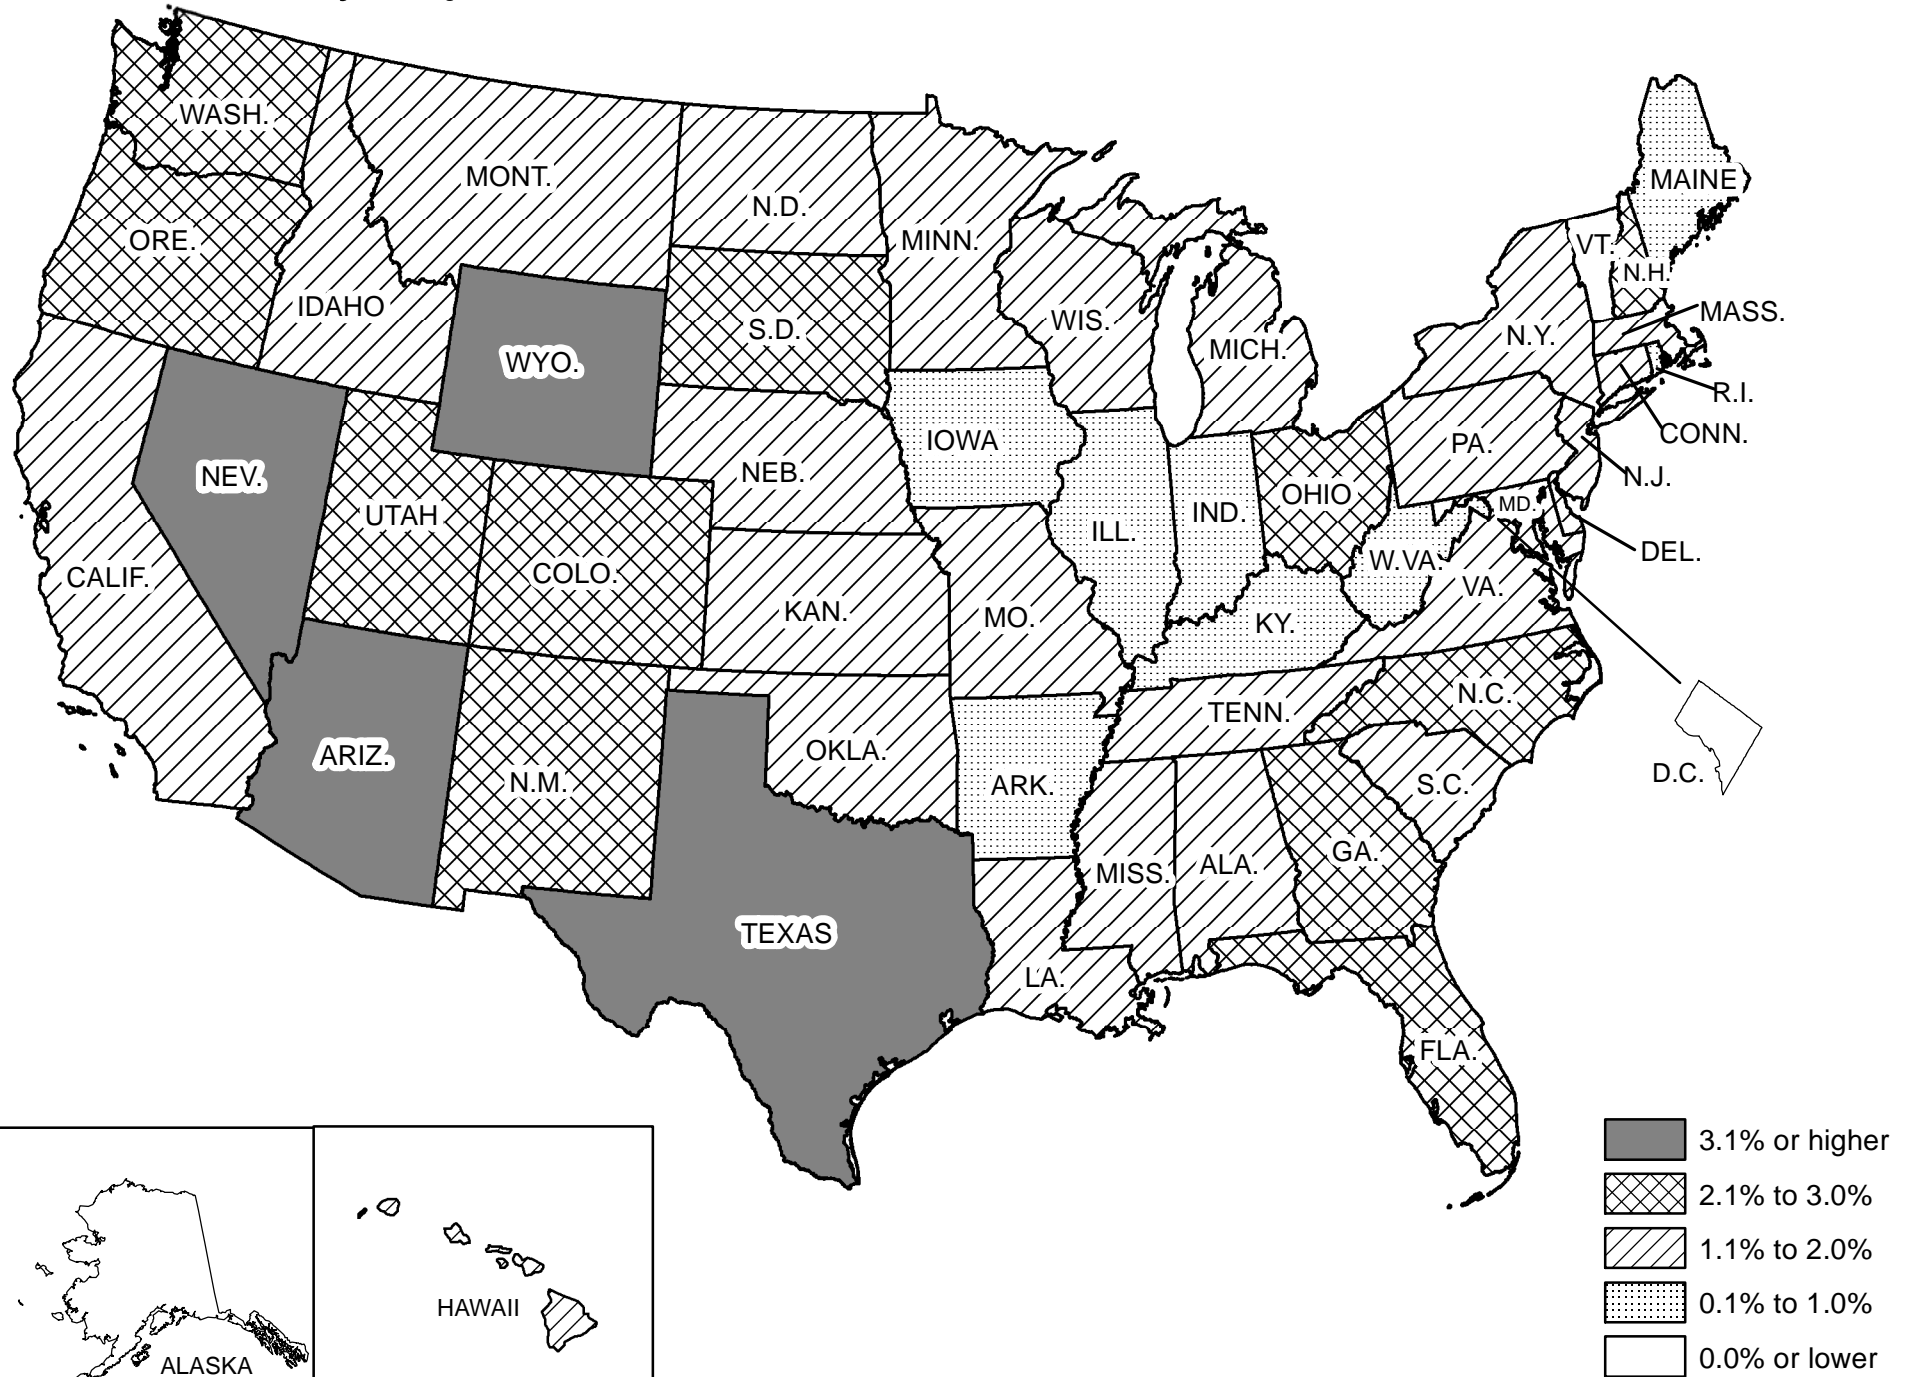 WASH.
MONT.
N.D.
MINN.
MAINE
ORE.
IDAHO
VT.
N.H.
S.D.
WIS.
MASS.
WYO.
MICH.
N.Y.
R.I.
CONN.
IOWA
PA.
NEV.
NEB.
N.J.
UTAH
OHIO
IND.
MD.
ILL.
DEL.
COLO.
W.VA.
CALIF.
VA.
KAN.
MO.
KY.
N.C.
TENN.
ARIZ.
OKLA.
D.C.
N.M.
ARK.
S.C.
GA.
MISS.
ALA.
TEXAS
LA.
FLA.
3.1% or higher
2.1% to 3.0%
1.1% to 2.0%
0.1% to 1.0%
0.0% or lower
HAWAII
ALASKA